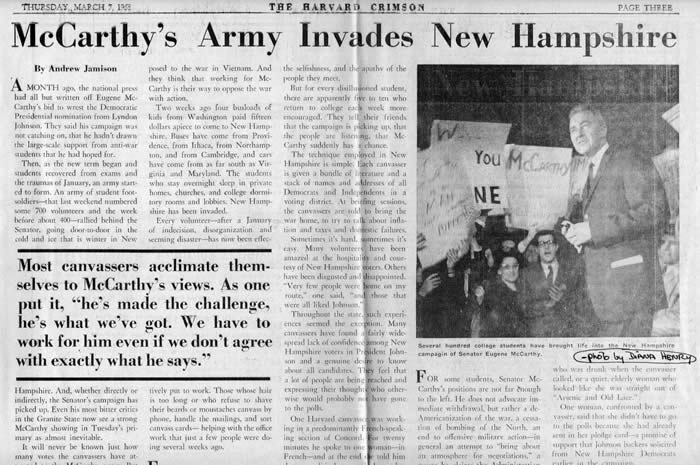 THURSDAY, MARCH 7, 1968
THE HARVARD CRIMSON
PAGE THREE
McCarthy's Army Invades New Hampshire
By Andrew Jamison
A MONTH ago, the national press
had all but written off Eugene Mc-
Carthy's bid to wrest the Democratic
Presidential nomination from Lyndon
Johnson. They said his campaign was
not catching on, that he hadn't drawn
the large-scale support from anti-war
students that he had hoped for.
Then, as the new term began and
students recovered from exams and
the traumas of January, an army start-
ed to form. An army of student foot-
soldiers—that last weekend numbered
some 700 volunteers and the week
before about 400—rallied behind the
Senator, going door-to-door in the
cold and ice that is winter in New
Most canvassers acclimate them-
selves to McCarthy's views. As one
put it, "he's made the challenge,
he's what we've got. We have to
work for him even if we don't agree
with exactly what he says."
Hampshire. And, whether directly or
indirectly, the Senator's campaign has
picked up. Even his most bitter critics
in the Granite State now see a strong
McCarthy showing in Tuesday's pri-
mary as almost inevitable.
It will never be known just how
many votes the canvassers have at-
posed to the war in Vietnam. And
they think that working for Mc-
Carthy is their way to oppose the war
with action.
Two weeks ago four busloads of
kids from Washington paid fifteen
dollars apiece to come to New Hamp-
shire. Buses have come from Provi-
dence, from Ithaca, from Northamp-
ton, and from Cambridge, and cars
have come from as far south as Vir-
ginia and Maryland. The students
who stay overnight sleep in private
homes, churches, and college dormi-
tory rooms and lobbies. New Hamp-
shire has been invaded.
Every volunteer—after a January
of indecision, disorganization and
seeming disaster—has now been effec-
tively put to work. Those whose hair
is too long or who refuse to shave
their beards or moustaches canvass by
phone, handle the mailings, and sort
canvass cards— helping with the office
work that just a few people were do-
ing several weeks ago.
the selfishness, and the apathy of the
people they meet.
But for every disillusioned student,
there are apparently five to ten who
return to college each week more
encouraged. They tell their friends
that the campaign is picking up, that
the people are listening, that Mc-
Carthy suddenly has a chance.
The technique employed in New
Hampshire is simple. Each canvasser
is given a bundle of literature and a
stack of names and addresses of all
Democrats and Independents in a
voting district. At briefing sessions,
the canvassers are told to bring the
war home, to try to talk about infla-
tion and taxes and domestic failures.
Sometimes it's hard, sometimes it's
easy. Many volunteers have been
amazed at the hospitality and cour-
tesy of New Hampshire voters. Others
have been disgusted and disappointed.
"Very few people were home on my
route," one said, "and those that
were all liked Johnson."
Throughout the state, such experi-
ences seemed the exception. Many
canvassers have found a fairly wide-
spread lack of confidence among New
Hampshire voters in President John-
son and a genuine desire to know
about all candidates. They feel that
a lot of people are being reached and
expressing their thoughts who other-
wise would probably not have gone
to the polls.
One Harvard canvasser was work-
ing in a predominantly French-speak-
ing section of Concord. For twenty
minutes he spoke to one woman—in
French—and at the end she told him
You
McCARTHY
NE
Several hundred college students have brought life into the New Hampshire
campaign of Senator Eugene McCarthy.
- photo by DIANA HENRY
FOR some students, Senator Mc-
Carthy's positions are not far enough
to the left. He does not advocate im-
mediate withdrawal, but rather a de-
Americanization of the war, a cessa-
tion of bombing of the North, an
end to offensive military action—in
general an attempt to "bring about
an atmosphere for negotiations," a
who was drunk when the canvasser
called, or a quiet, elderly woman who
looked like she was straight out of
"Arsenic and Old Lace."
One woman, confronted by a can-
vasser, said that she didn't have to go
to the polls because she had already
sent in her pledge card—a promise of
support that Johnson backers solicited
from New Hampshire Democrats